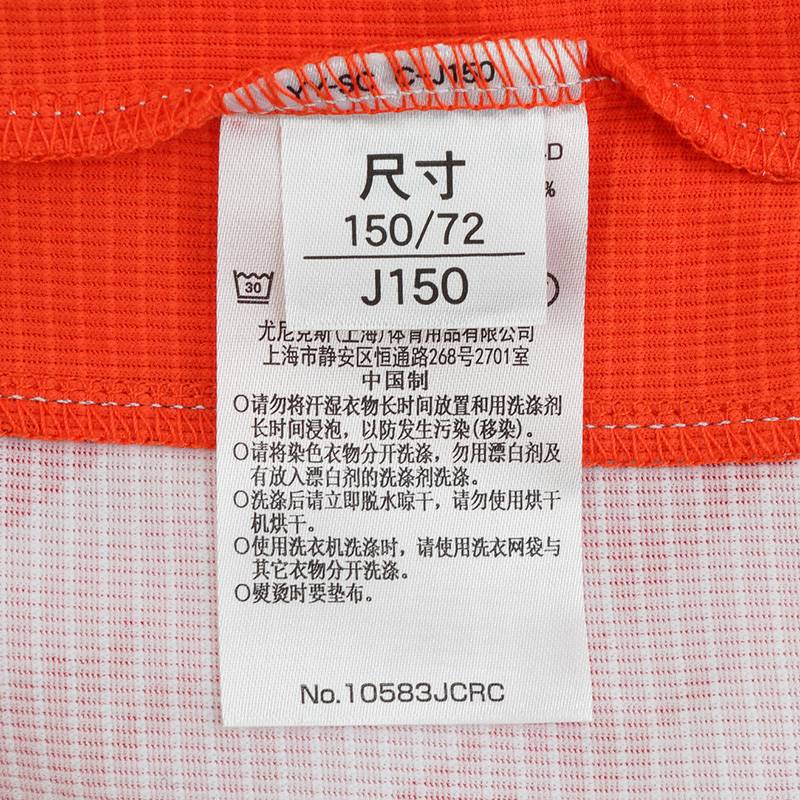 YY-SC C-J150
尺寸
150/72
J150
D
%
30
尤尼克斯(上海)体育用品有限公司
上海市静安区恒通路268号2701室
中国制
○请勿将汗湿衣物长时间放置和用洗涤剂
长时间浸泡，以防发生污染(移染)。
○请将染色衣物分开洗涤，勿用漂白剂及
有放入漂白剂的洗涤剂洗涤。
○洗涤后请立即脱水晾干，请勿使用烘干
机烘干。
○使用洗衣机洗涤时，请使用洗衣网袋与
其它衣物分开洗涤。
○熨烫时要垫布。
No.10583JCRC